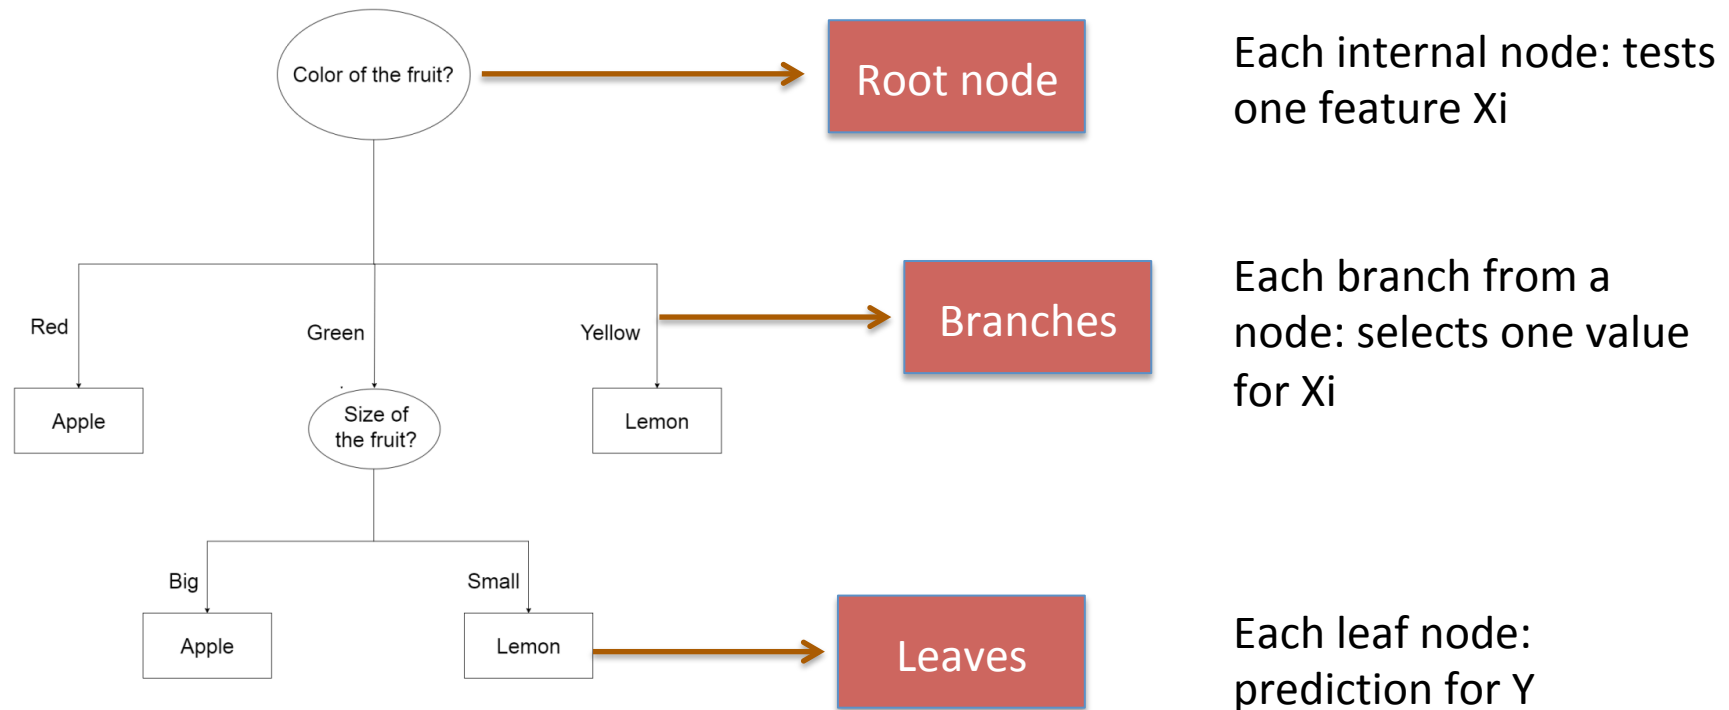 Color of the fruit?
Root node
Each internal node: tests
one feature Xi
Red
Green
Yellow
Branches
Each branch from a
node: selects one value
for Xi
Apple
Size of
the fruit?
Lemon
Big
Small
Apple
Lemon
Leaves
Each leaf node:
prediction for Y